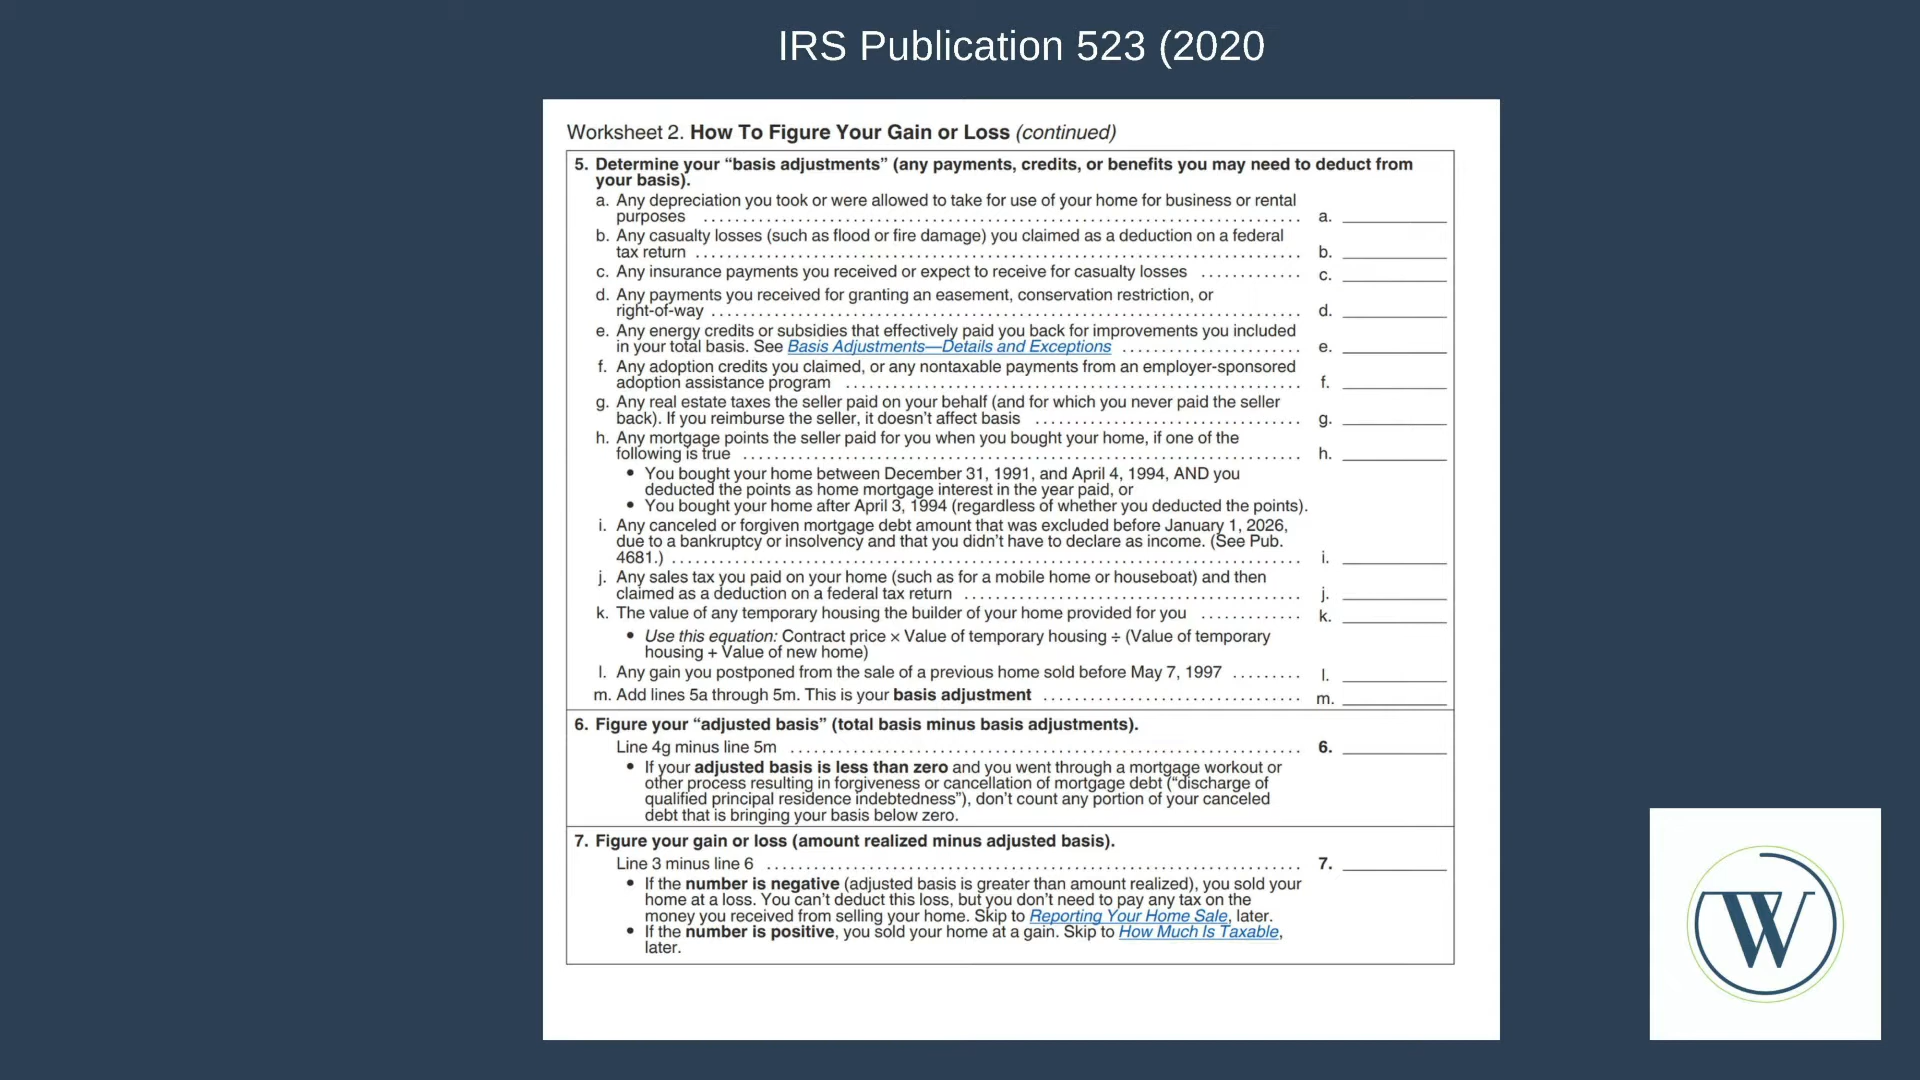 IRS Publication 523 (2020
Worksheet 2. How To Figure Your Gain or Loss (continued)
5. Determine your “basis adjustments” (any payments, credits, or benefits you may need to deduct from
your basis).
a. Any depreciation you took or were allowed to take for use of your home for business or rental
purposes ........................................................ a. ____________
b. Any casualty losses (such as flood or fire damage) you claimed as a deduction on a federal
tax return ........................................................ b. ____________
c. Any insurance payments you received or expect to receive for casualty losses ............. c. ____________
d. Any payments you received for granting an easement, conservation restriction, or
right-of-way ........................................................ d. ____________
e. Any energy credits or subsidies that effectively paid you back for improvements you included
in your total basis. See Basis Adjustments—Details and Exceptions ...................... e. ____________
f. Any adoption credits you claimed, or any nontaxable payments from an employer-sponsored
adoption assistance program ........................................ f. ____________
g. Any real estate taxes the seller paid on your behalf (and for which you never paid the seller
back). If you reimburse the seller, it doesn’t affect basis ................................. g. ____________
h. Any mortgage points the seller paid for you when you bought your home, if one of the
following is true ........................................................ h. ____________
• You bought your home between December 31, 1991, and April 4, 1994, AND you
deducted the points as home mortgage interest in the year paid, or
• You bought your home after April 3, 1994 (regardless of whether you deducted the points).
i. Any canceled or forgiven mortgage debt amount that was excluded before January 1, 2026,
due to a bankruptcy or insolvency and that you didn’t have to declare as income. (See Pub.
4681.) ........................................................ i. ____________
j. Any sales tax you paid on your home (such as for a mobile home or houseboat) and then
claimed as a deduction on a federal tax return ........................................ j. ____________
k. The value of any temporary housing the builder of your home provided for you ............. k. ____________
• Use this equation: Contract price × Value of temporary housing ÷ (Value of temporary
housing + Value of new home)
l. Any gain you postponed from the sale of a previous home sold before May 7, 1997 ......... l. ____________
m. Add lines 5a through 5m. This is your basis adjustment ................................ m. ____________
6. Figure your “adjusted basis” (total basis minus basis adjustments).
Line 4g minus line 5m ........................................................ 6. ____________
• If your adjusted basis is less than zero and you went through a mortgage workout or
other process resulting in forgiveness or cancellation of mortgage debt (“discharge of
qualified principal residence indebtedness”), don’t count any portion of your canceled
debt that is bringing your basis below zero.
7. Figure your gain or loss (amount realized minus adjusted basis).
Line 3 minus line 6 ........................................................ 7. ____________
• If the number is negative (adjusted basis is greater than amount realized), you sold your
home at a loss. You can’t deduct this loss, but you don’t need to pay any tax on the
money you received from selling your home. Skip to Reporting Your Home Sale, later.
• If the number is positive, you sold your home at a gain. Skip to How Much Is Taxable,
later.
W